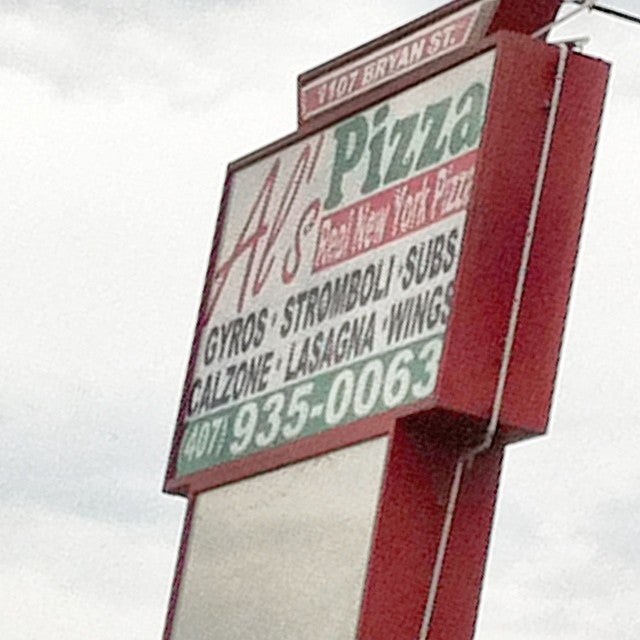 1107 BRYAN ST.
Al's Pizza
Real New York Pizza
GYROS · STROMBOLI · SUBS
CALZONE · LASAGNA · WINGS
(407) 935-0063